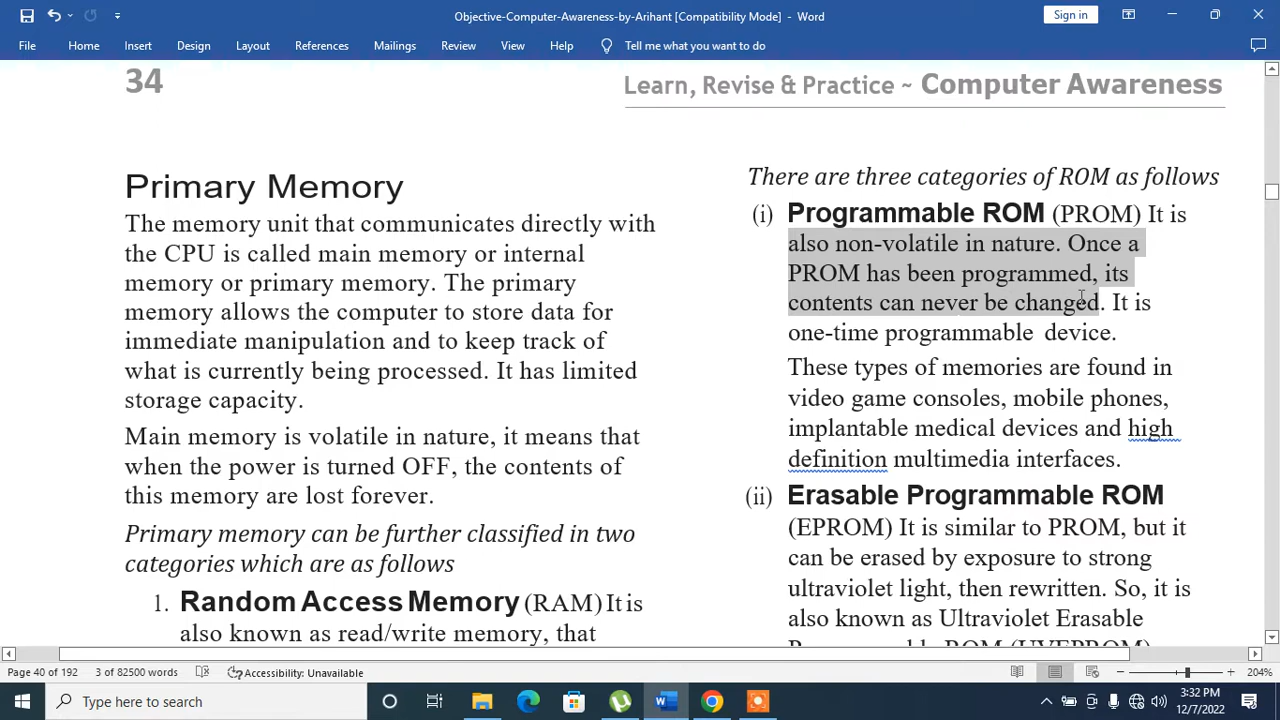 Objective-Computer-Awareness-by-Arihant [Compatibility Mode] - Word
Sign in
File Home Insert Design Layout References Mailings Review View Help Tell me what you want to do
34
Learn, Revise & Practice ~ Computer Awareness
Primary Memory
The memory unit that communicates directly with
the CPU is called main memory or internal
memory or primary memory. The primary
memory allows the computer to store data for
immediate manipulation and to keep track of
what is currently being processed. It has limited
storage capacity.
Main memory is volatile in nature, it means that
when the power is turned OFF, the contents of
this memory are lost forever.
Primary memory can be further classified in two
categories which are as follows
1. Random Access Memory (RAM) It is
also known as read/write memory, that
There are three categories of ROM as follows
(i) Programmable ROM (PROM) It is
also non-volatile in nature. Once a
PROM has been programmed, its
contents can never be changed. It is
one-time programmable device.
These types of memories are found in
video game consoles, mobile phones,
implantable medical devices and high
definition multimedia interfaces.
(ii) Erasable Programmable ROM
(EPROM) It is similar to PROM, but it
can be erased by exposure to strong
ultraviolet light, then rewritten. So, it is
also known as Ultraviolet Erasable
Programmable ROM (UVEPROM)
Page 40 of 192 3 of 82500 words Accessibility: Unavailable 204%
Type here to search
3:32 PM
12/7/2022